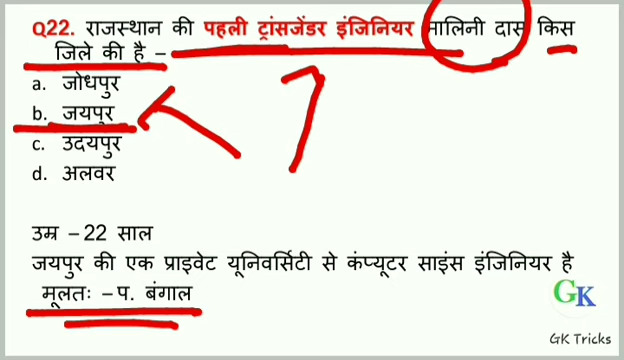 Q22. राजस्थान की पहली ट्रांसजेंडर इंजिनियर मालिनी दास किस
जिले की है –
a. जोधपुर
b. जयपुर
c. उदयपुर
d. अलवर
उम्र – 22 साल
जयपुर की एक प्राइवेट यूनिवर्सिटी से कंप्यूटर साइंस इंजिनियर है
मूलतः – प. बंगाल
GK
GK Tricks